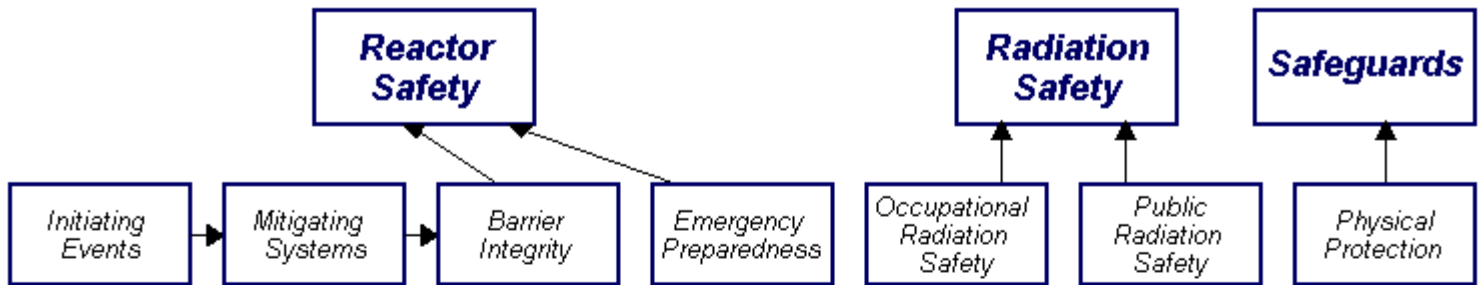 Reactor
Safety
Radiation
Safety
Safeguards
Initiating
Events
Mitigating
Systems
Barrier
Integrity
Emergency
Preparedness
Occupational
Radiation
Safety
Public
Radiation
Safety
Physical
Protection